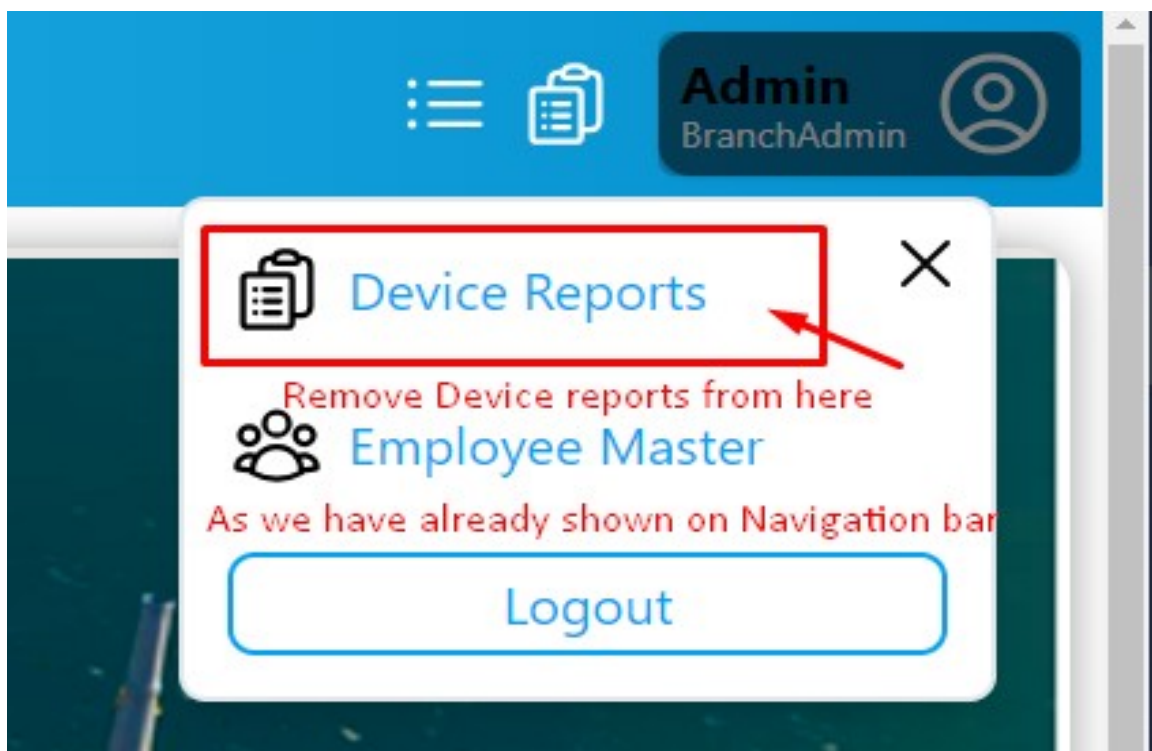 Admin
BranchAdmin
Device Reports
Remove Device reports from here
Employee Master
As we have already shown on Navigation bar
Logout